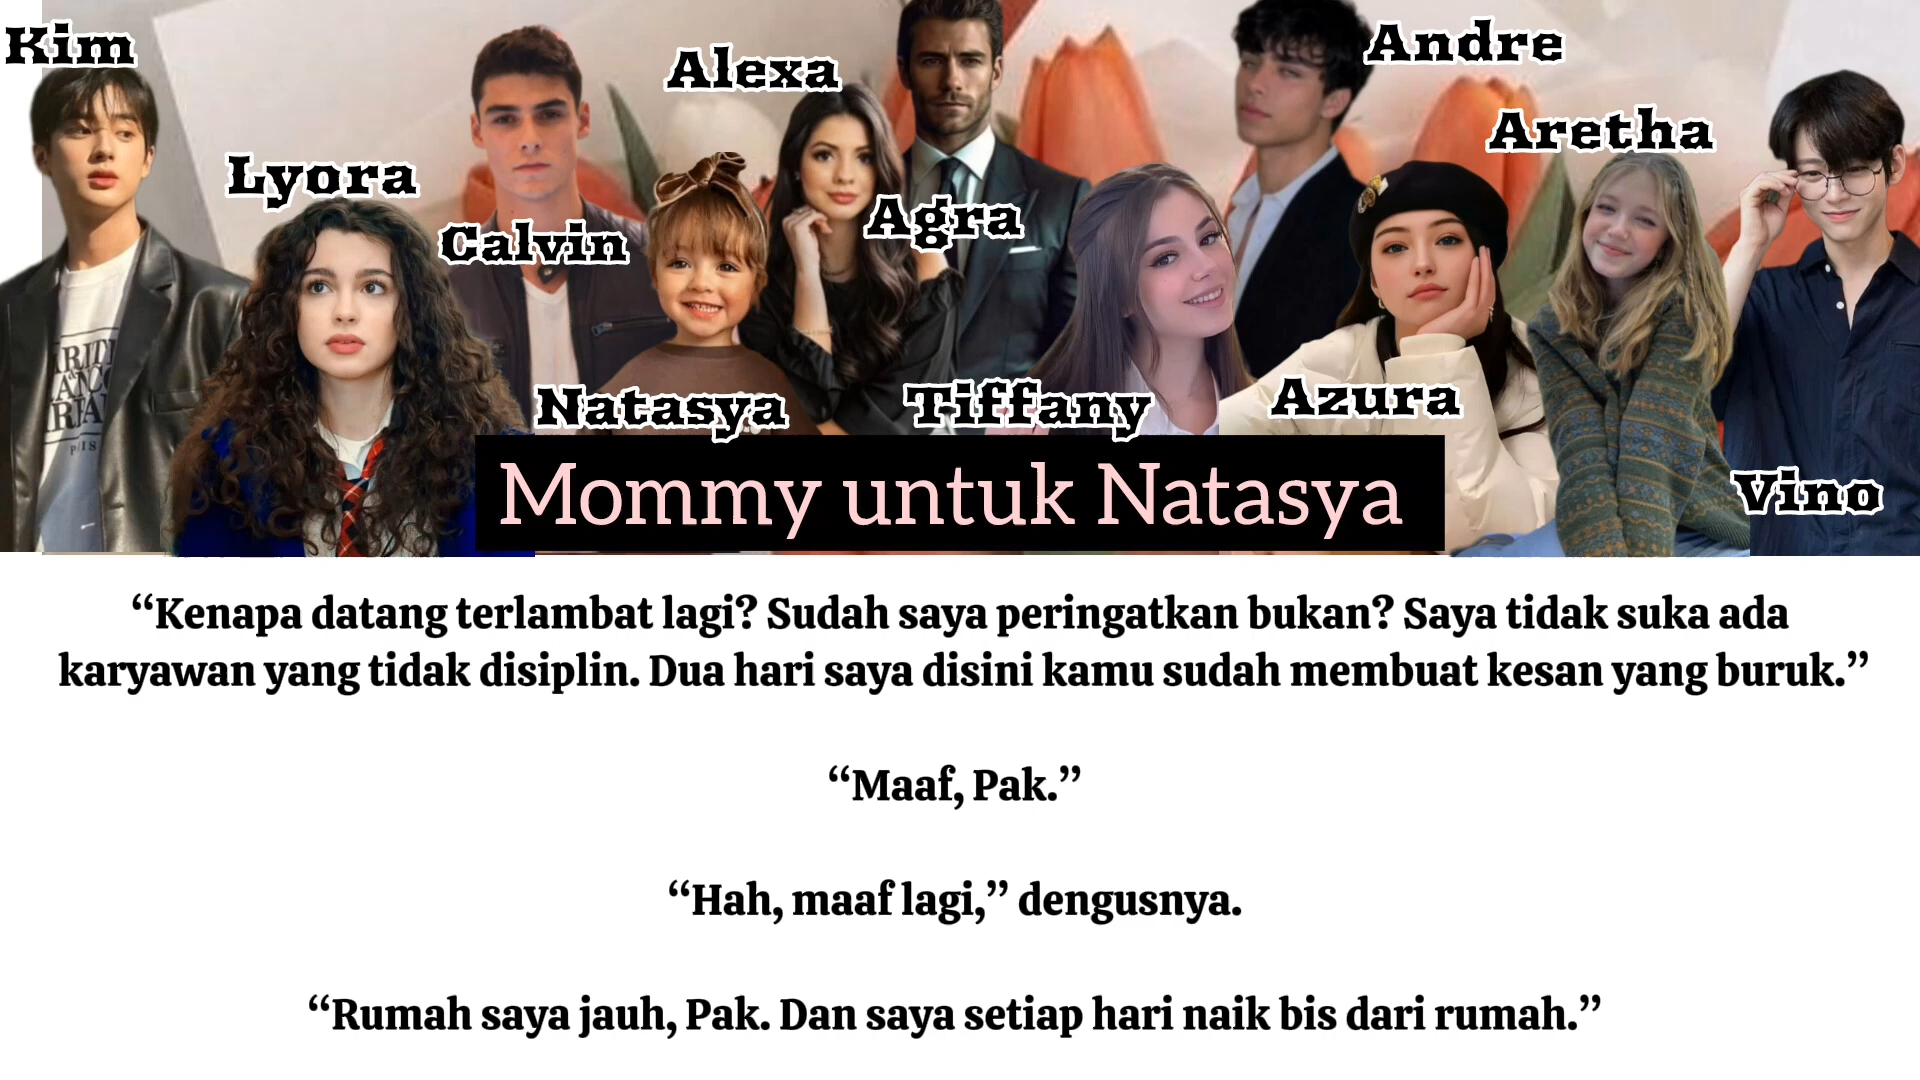 Kim
Andre
Alexa
Aretha
Lyora
Agra
Calvin
Natasya
Tiffany
Azura
Vino
Mommy untuk Natasya
“Kenapa datang terlambat lagi? Sudah saya peringatkan bukan? Saya tidak suka ada
karyawan yang tidak disiplin. Dua hari saya disini kamu sudah membuat kesan yang buruk.”
“Maaf, Pak.”
“Hah, maaf lagi,” dengusnya.
“Rumah saya jauh, Pak. Dan saya setiap hari naik bis dari rumah.”